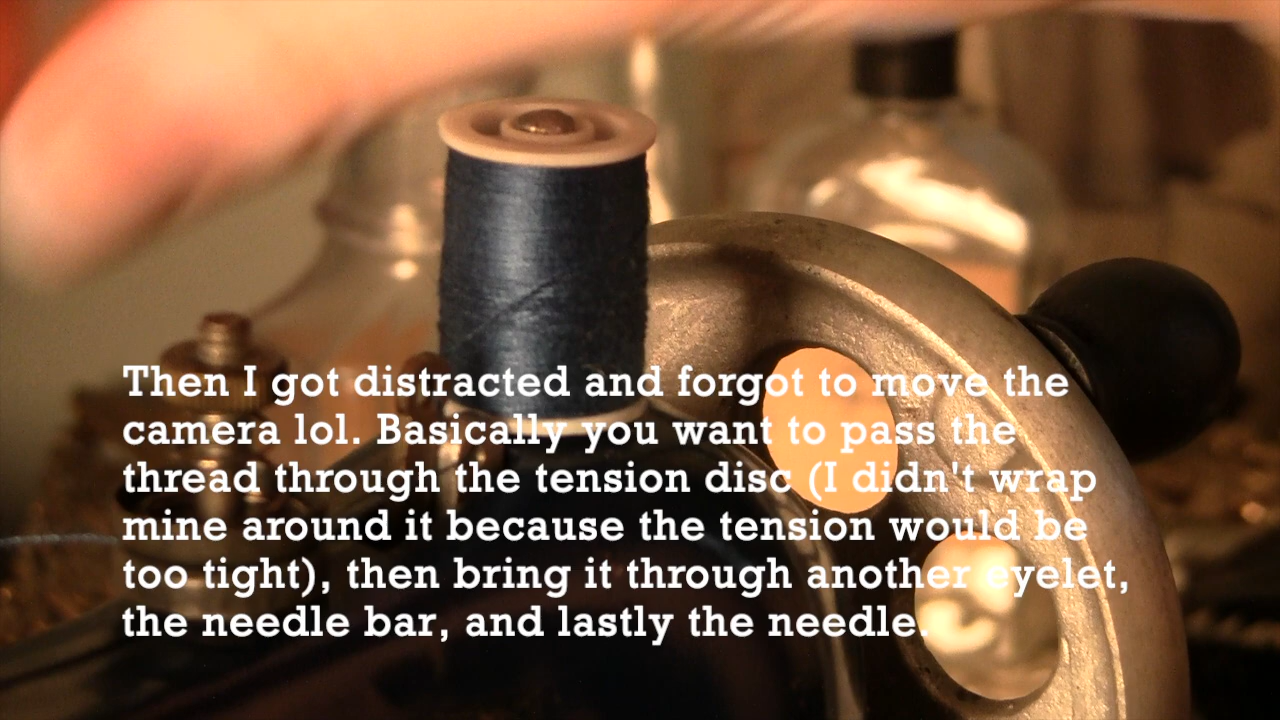 Then I got distracted and forgot to move the
camera lol. Basically you want to pass the
thread through the tension disc (I didn't wrap
mine around it because the tension would be
too tight), then bring it through another eyelet,
the needle bar, and lastly the needle.